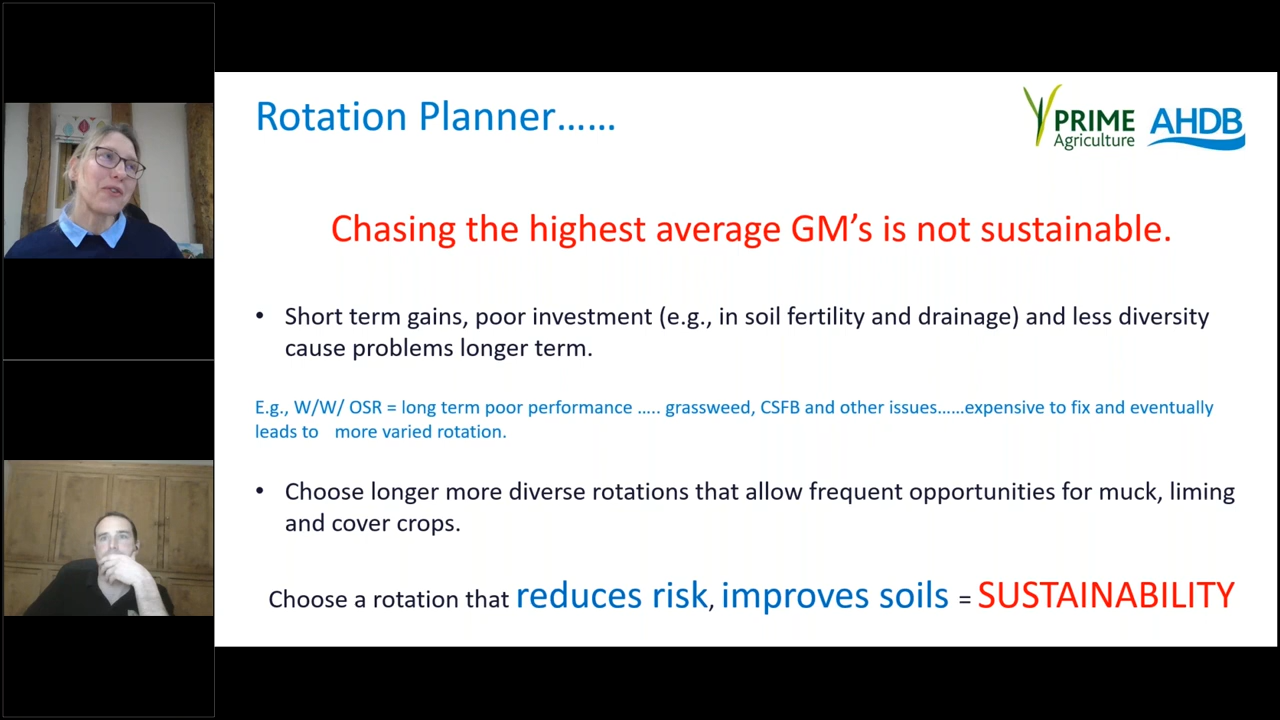 Rotation Planner......
PRIME
Agriculture
AHDB
Chasing the highest average GM's is not sustainable.
• Short term gains, poor investment (e.g., in soil fertility and drainage) and less diversity
cause problems longer term.
E.g., W/W/ OSR = long term poor performance ..... grassweed, CSFB and other issues......expensive to fix and eventually
leads to more varied rotation.
• Choose longer more diverse rotations that allow frequent opportunities for muck, liming
and cover crops.
Choose a rotation that reduces risk, improves soils = SUSTAINABILITY